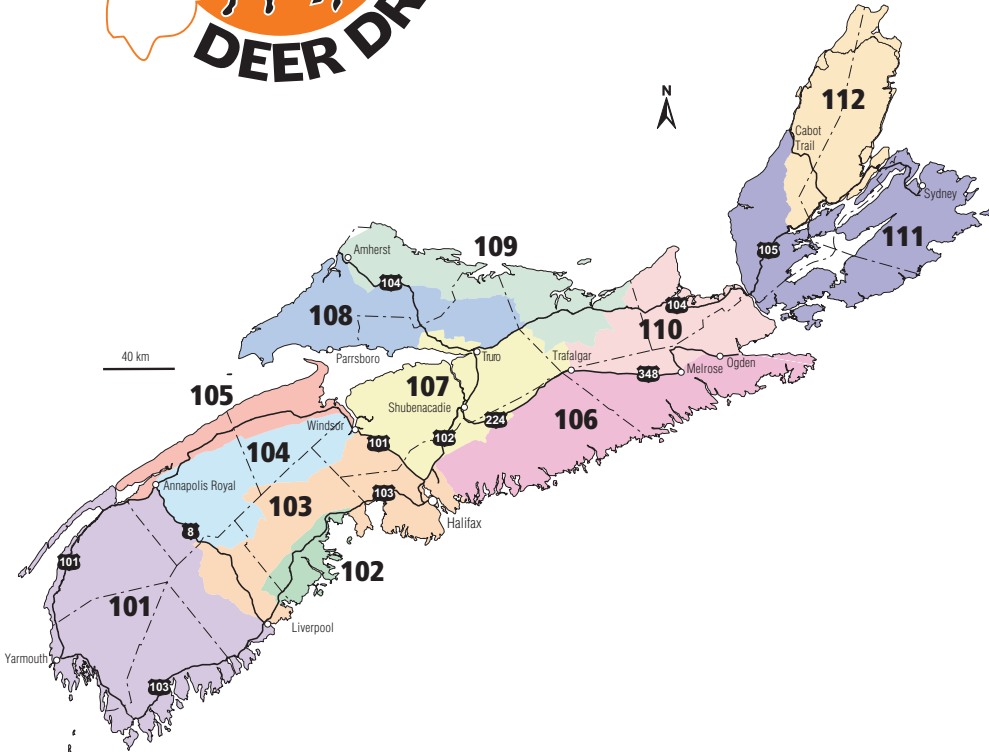 DEER DR
N
112
Cabot
Trail
Sydney
111
105
109
Amherst
104
108
104
110
40 km
Parrsboro
Truro
Trafalgar
Melrose
Ogden
348
105
107
Shubenacadie
224
106
Windsor
101
102
104
Annapolis Royal
103
103
Halifax
8
102
101
101
Liverpool
Yarmouth
103